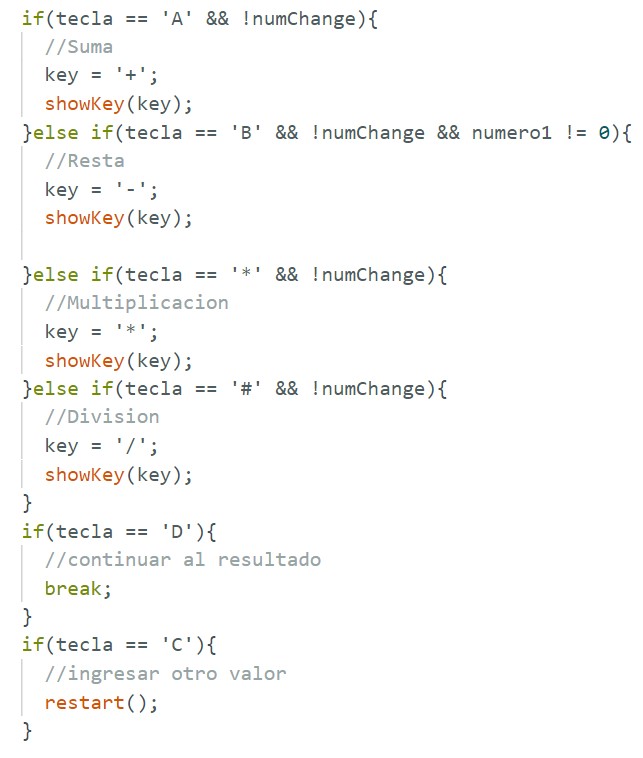 if(tecla == 'A' && !numChange){
  //Suma
  key = '+';
  showKey(key);
}else if(tecla == 'B' && !numChange && numero1 != 0){
  //Resta
  key = '-';
  showKey(key);

}else if(tecla == '*' && !numChange){
  //Multiplicacion
  key = '*';
  showKey(key);
}else if(tecla == '#' && !numChange){
  //Division
  key = '/';
  showKey(key);
}
if(tecla == 'D'){
  //continuar al resultado
  break;
}
if(tecla == 'C'){
  //ingresar otro valor
  restart();
}